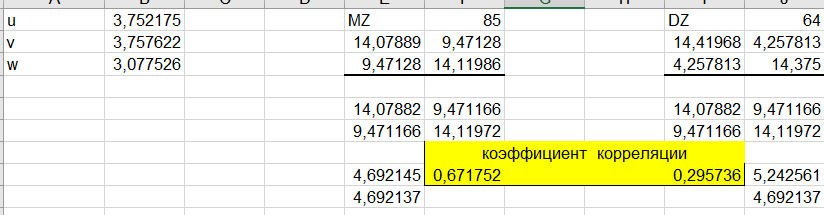 u 3,752175 MZ 85 DZ 64
v 3,757622 14,07889 9,47128 14,41968 4,257813
w 3,077526 9,47128 14,11986 4,257813 14,375
14,07882 9,471166 14,07882 9,471166
9,471166 14,11972 9,471166 14,11972
коэффициент корреляции
4,692145 0,671752 0,295736 5,242561
4,692137 4,692137